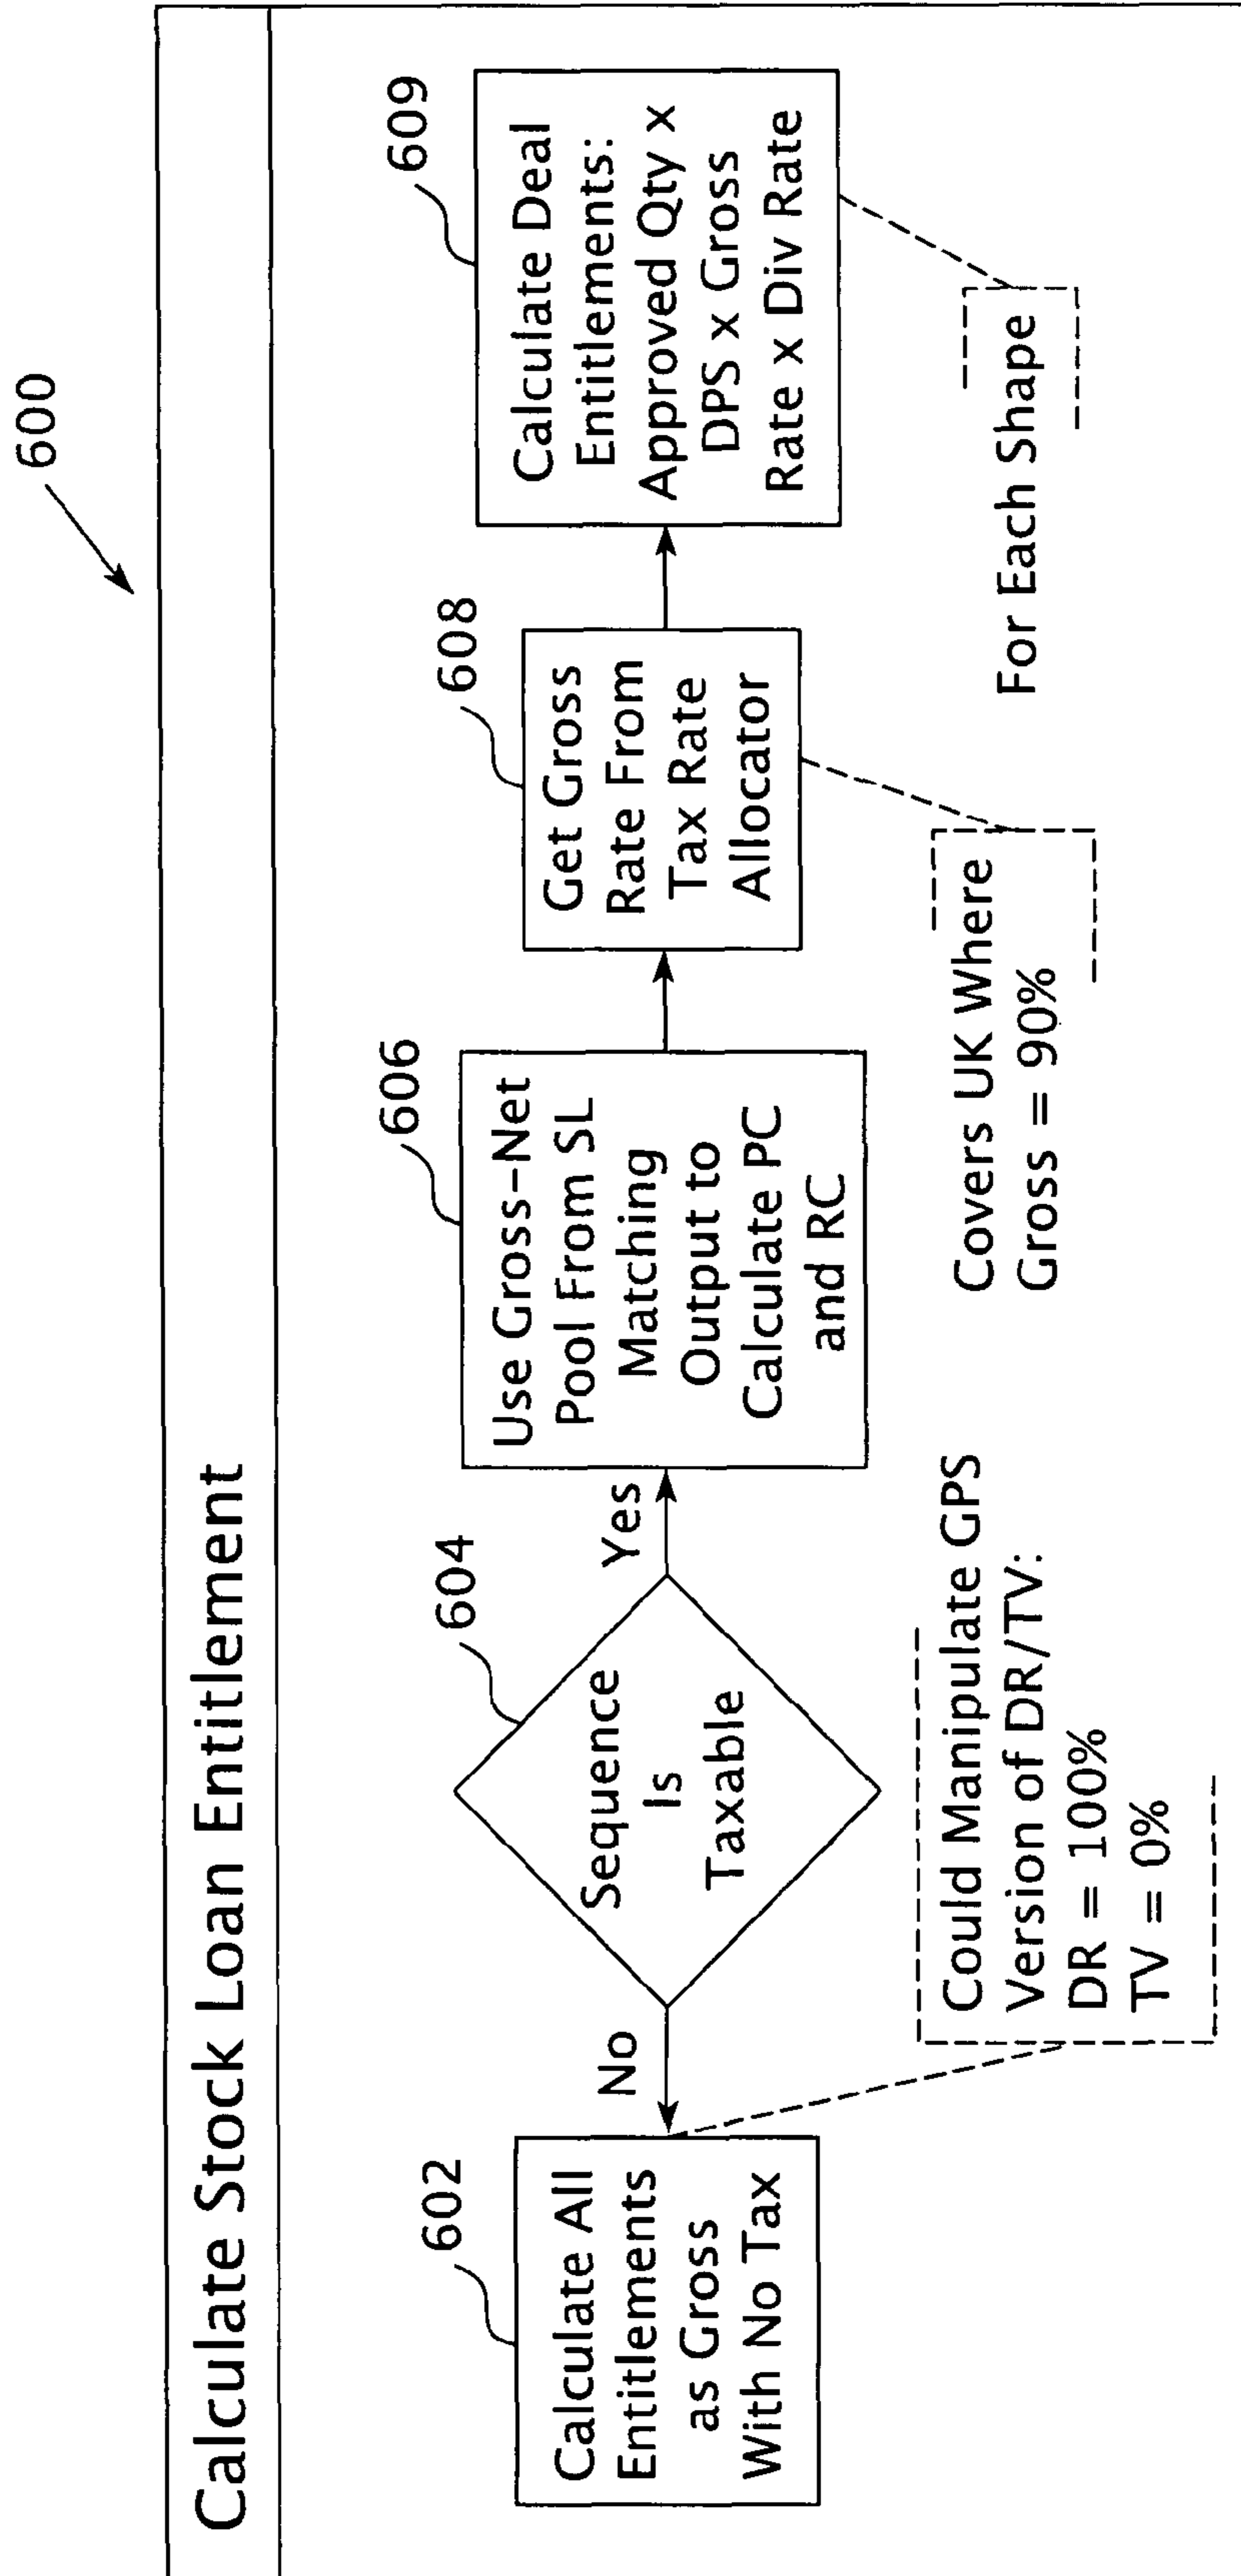 600
Calculate Stock Loan Entitlement
602
Calculate All
Entitlements
as Gross
With No Tax
No
604
Sequence
Is
Taxable
Yes
606
Use Gross-Net
Pool From SL
Matching
Output to
Calculate PC
and RC
608
Get Gross
Rate From
Tax Rate
Allocator
609
Calculate Deal
Entitlements:
Approved Qty x
DPS x Gross
Rate x Div Rate
Could Manipulate GPS
Version of DR/TV:
DR = 100%
TV = 0%
Covers UK Where
Gross = 90%
For Each Shape